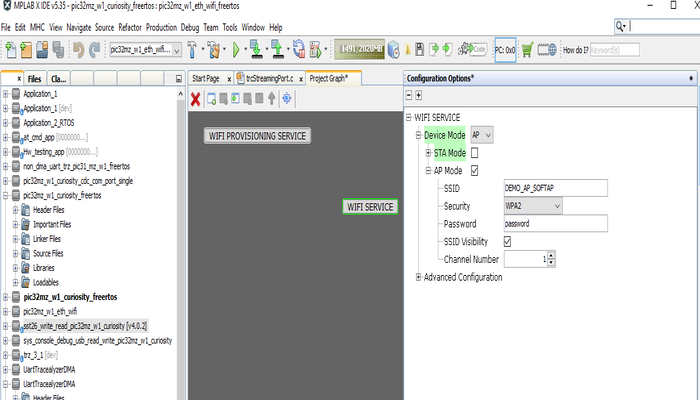 MPLAB X IDE v5.35 - pic32mz_w1_curiosity_freertos : pic32mz_w1_eth_wifi_freertos
File Edit MHC View Navigate Source Refactor Production Debug Team Tools Window Help
pic32mz_w1_eth_wifi...
PC: 0x0
How do I?
Keyword(s)
Files
Cla...
Start Page
trcStreamingPort.c
Project Graph*
Configuration Options*
Application_1
Application_1 [dev]
Application_2_RTOS
at_cmd_app (0000000...)
Hw_testing_app [00000000...]
non_dma_uart_trz_pic31_mz_w1_freertos
pic32mz_w1_curiosity_cdc_com_port_single
pic32mz_w1_curiosity_freertos
Header Files
Important Files
Linker Files
Source Files
Libraries
Loadables
pic32mz_w1_curiosity_freertos
pic32mz_w1_eth_wifi
sst26_write_read_pic32mz_w1_curiosity [v4.0.2]
sys_console_debug_usb_read_write_pic32mz_w1_curiosity
trz_3_1 [dev]
UartTracealyzerDMA
UartTracealyzerDMA
Header Files
WIFI PROVISIONING SERVICE
WIFI SERVICE
WIFI SERVICE
Device Mode AP
STA Mode
AP Mode
SSID DEMO_AP_SOFTAP
Security WPA2
Password password
SSID Visibility
Channel Number 1
Advanced Configuration